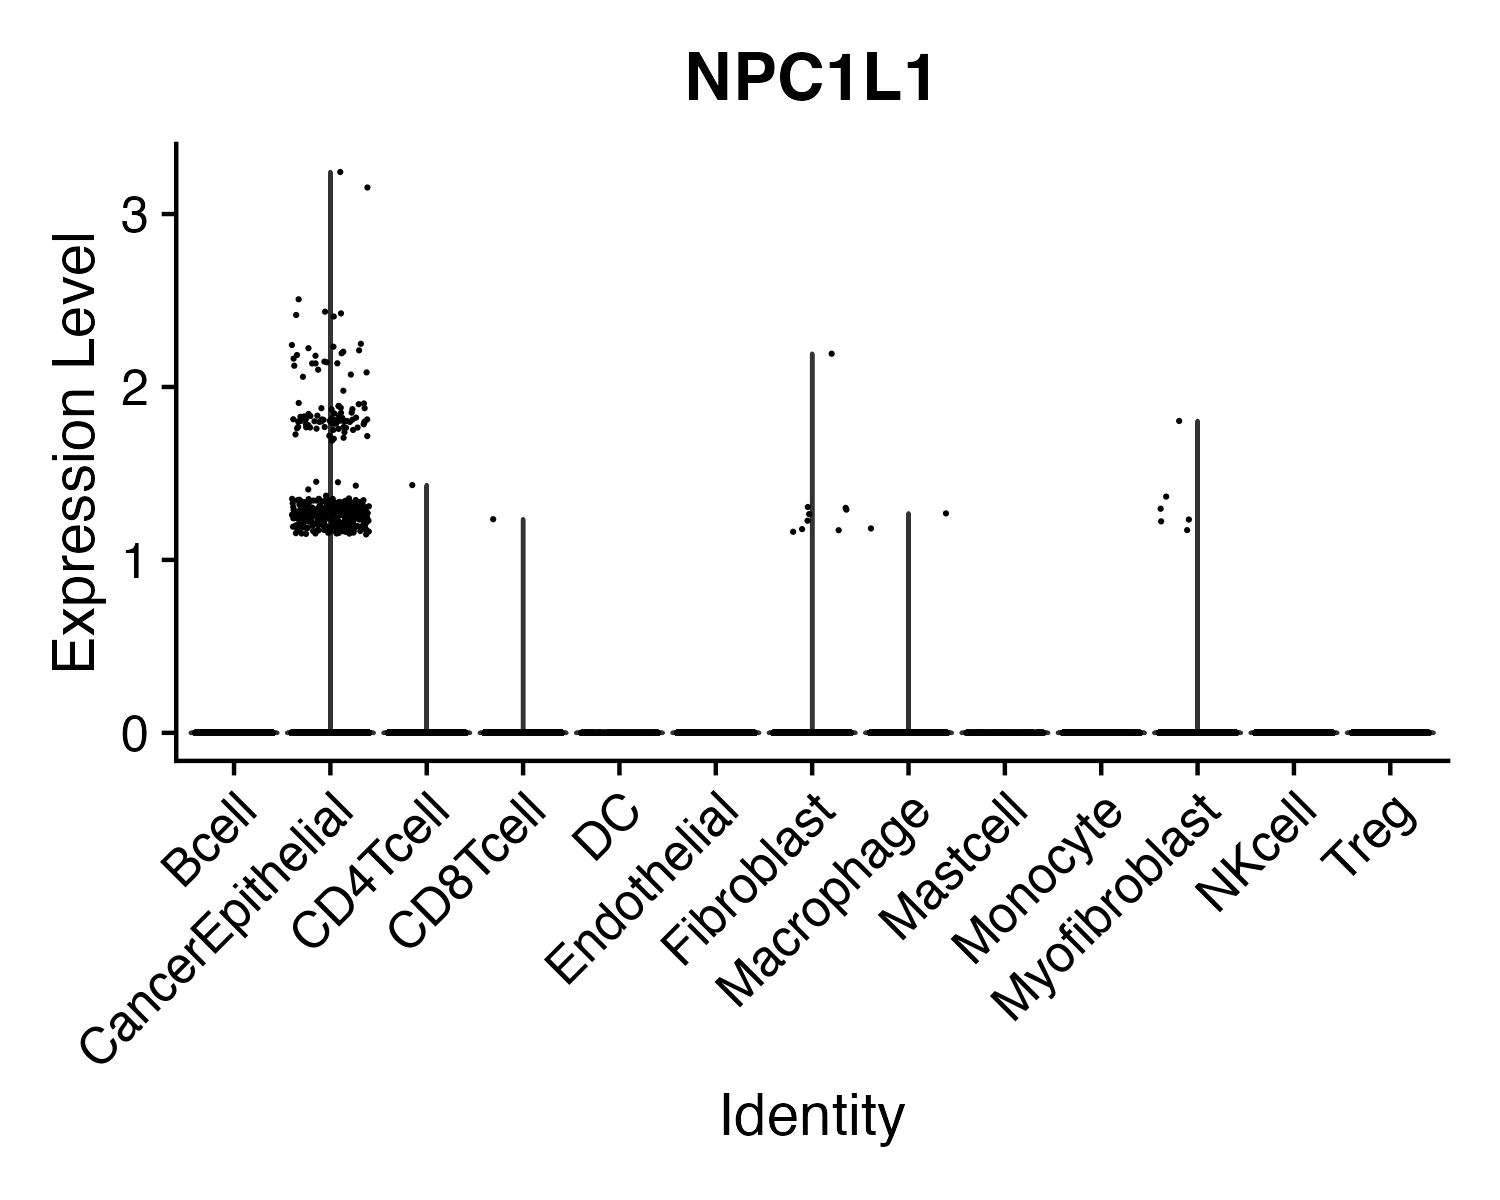 NPC1L1
Expression Level
3
2
1
0
Bcell
CancerEpithelial
CD4Tcell
CD8Tcell
DC
Endothelial
Fibroblast
Macrophage
Mastcell
Monocyte
Myofibroblast
NKcell
Treg
Identity